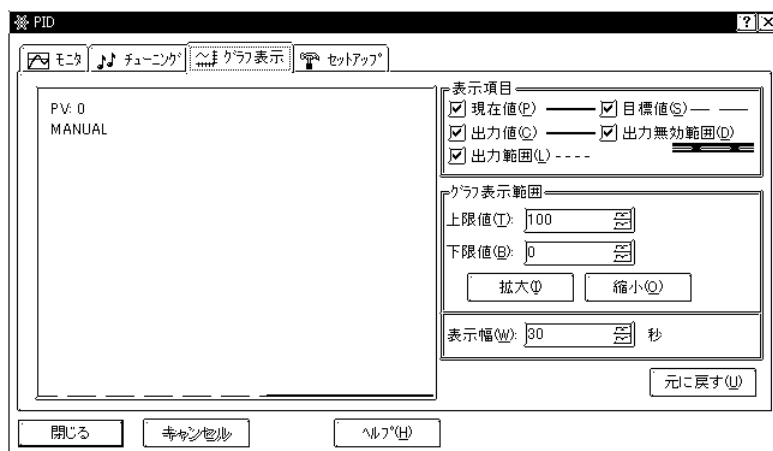 PID
モニタ チューニング グラフ表示 セットアップ
PV: 0
MANUAL
表示項目
現在値(P) 目標値(S)
出力値(C) 出力無効範囲(D)
出力範囲(L)
グラフ表示範囲
上限値(T): 100
下限値(B): 0
拡大(I) 縮小(O)
表示幅(W): 30 秒
元に戻す(U)
閉じる キャンセル ヘルプ(H)